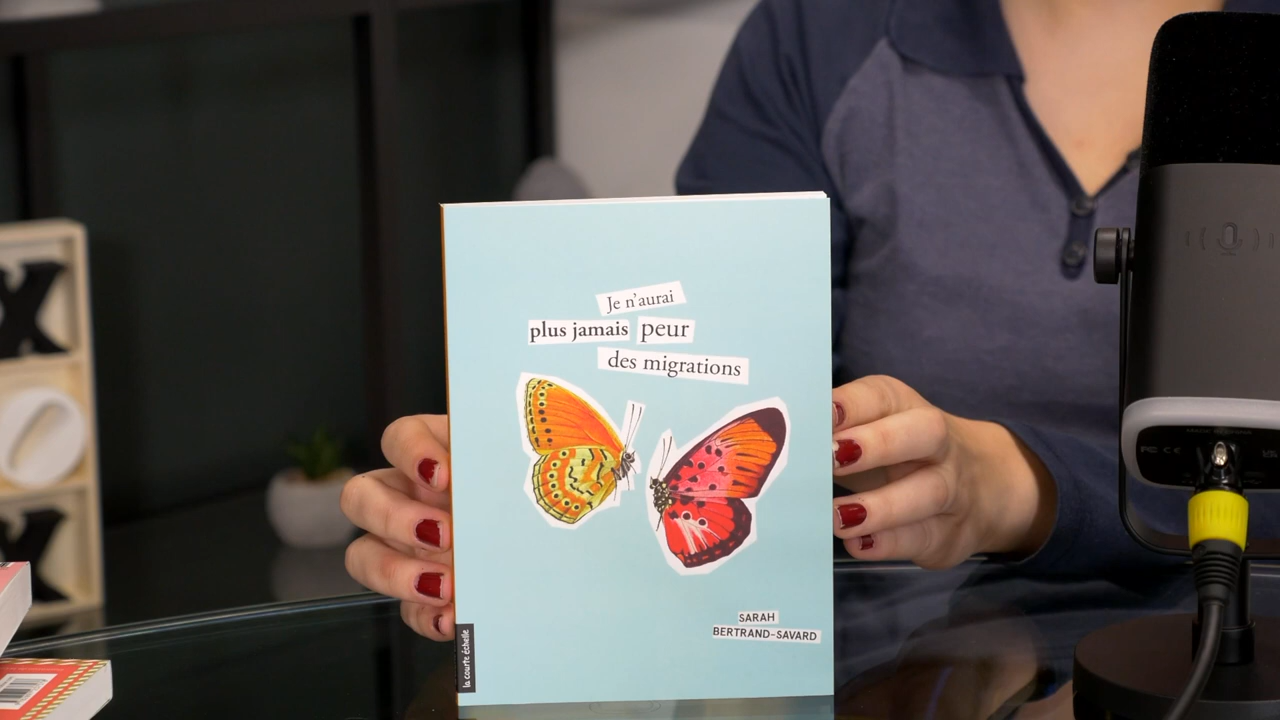 Je n'aurai
plus jamais peur
des migrations
SARAH
BERTRAND-SAVARD
la courte échelle
X
X